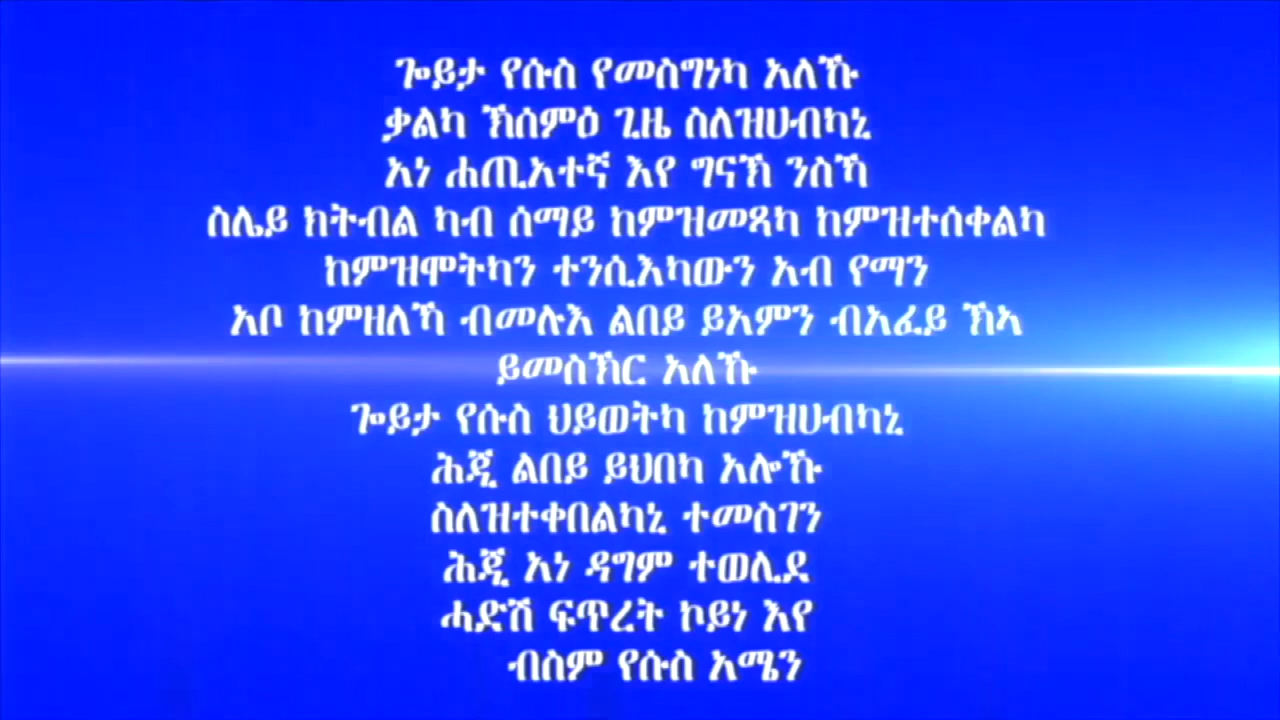 ጐይታ የሱስ የመስግነካ አለኹ
ቃልካ ኽሰምዕ ጊዜ ስለዝሀብካኒ
አነ ሐጢአተኛ እየ ግናኽ ንስኻ
ስሌይ ክትብል ካብ ሰማይ ከምዝመጻካ ከምዝተሰቀልካ
ከምዝሞትካን ተንሲእካውን አብ የማን
አቦ ከምዘለኻ ብመሉእ ልበይ ይአምን ብአፈይ ኽኣ
ይመስኽር አለኹ
ጐይታ የሱስ ህይወትካ ከምዝሀብካኒ
ሕጂ ልበይ ይህበካ አሎኹ
ስለዝተቀበልካኒ ተመስገን
ሕጂ አነ ዳግም ተወሊደ
ሓድሽ ፍጥረት ኮይነ እየ
ብስም የሱስ አሜን